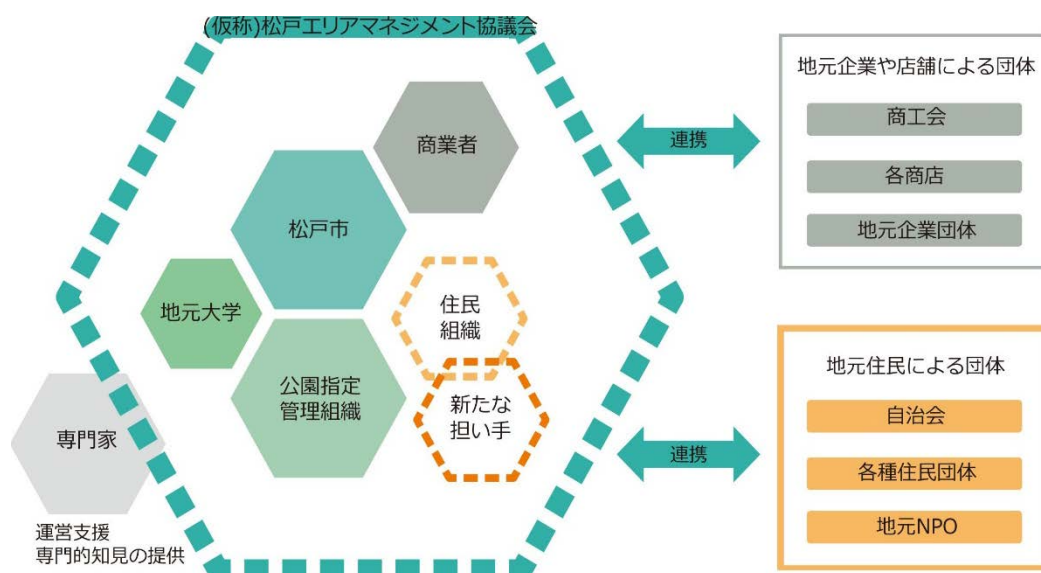 (仮称)松戸エリアマネジメント協議会
商業者
松戸市
地元大学
住民
組織
公園指定
管理組織
新たな
担い手
専門家
運営支援
専門的知見の提供
連携
地元企業や店舗による団体
商工会
各商店
地元企業団体
連携
地元住民による団体
自治会
各種住民団体
地元NPO